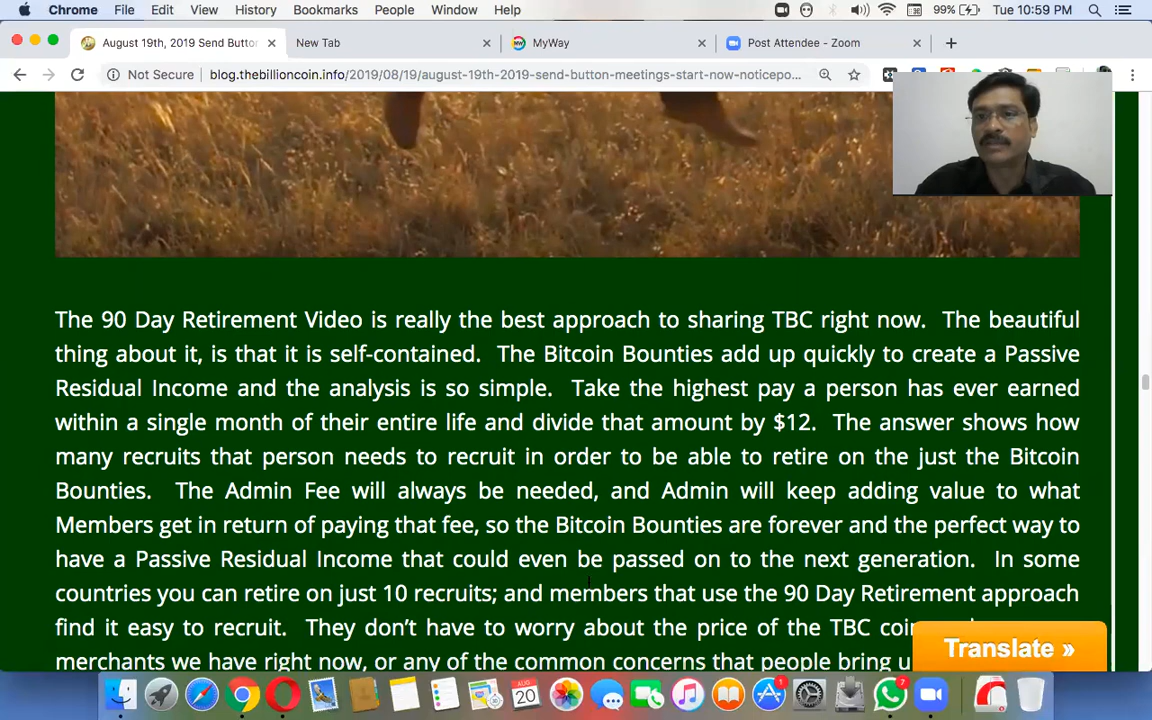 Chrome File Edit View History Bookmarks People Window Help 99% Tue 10:59 PM
August 19th, 2019 Send Butto New Tab MyWay Post Attendee - Zoom
Not Secure blog.thebillioncoin.info/2019/08/19/august-19th-2019-send-button-meetings-start-now-noticepo...
The 90 Day Retirement Video is really the best approach to sharing TBC right now. The beautiful
thing about it, is that it is self-contained. The Bitcoin Bounties add up quickly to create a Passive
Residual Income and the analysis is so simple. Take the highest pay a person has ever earned
within a single month of their entire life and divide that amount by $12. The answer shows how
many recruits that person needs to recruit in order to be able to retire on the just the Bitcoin
Bounties. The Admin Fee will always be needed, and Admin will keep adding value to what
Members get in return of paying that fee, so the Bitcoin Bounties are forever and the perfect way to
have a Passive Residual Income that could even be passed on to the next generation. In some
countries you can retire on just 10 recruits; and members that use the 90 Day Retirement approach
find it easy to recruit. They don't have to worry about the price of the TBC
merchants we have right now, or any of the common concerns that people bring
Translate »
AUG
20
1
7